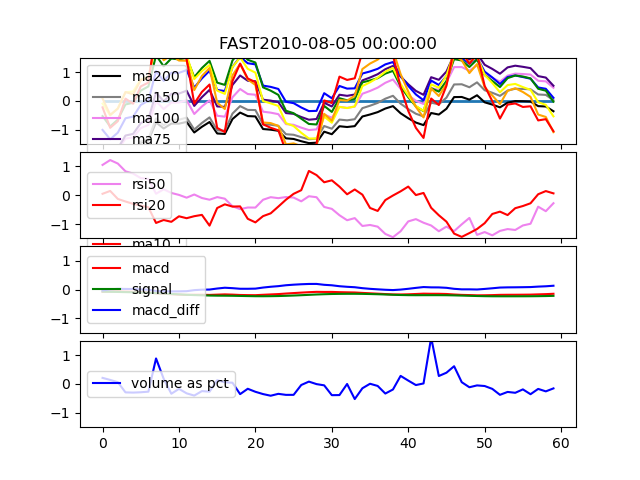 FAST2010-08-05 00:00:00
1
0
−1
ma200
ma150
ma100
ma75
1
0
−1
rsi50
rsi20
ma10
1
0
−1
macd
signal
macd_diff
1
0
−1
volume as pct
0 10 20 30 40 50 60